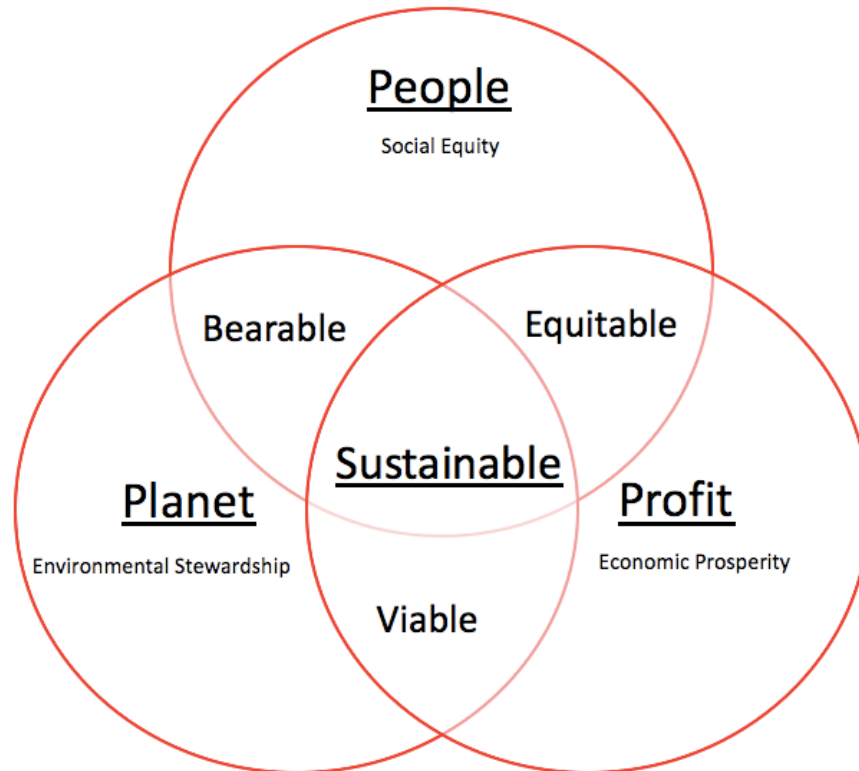 People
Social Equity
Bearable
Equitable
Sustainable
Planet
Profit
Environmental Stewardship
Economic Prosperity
Viable